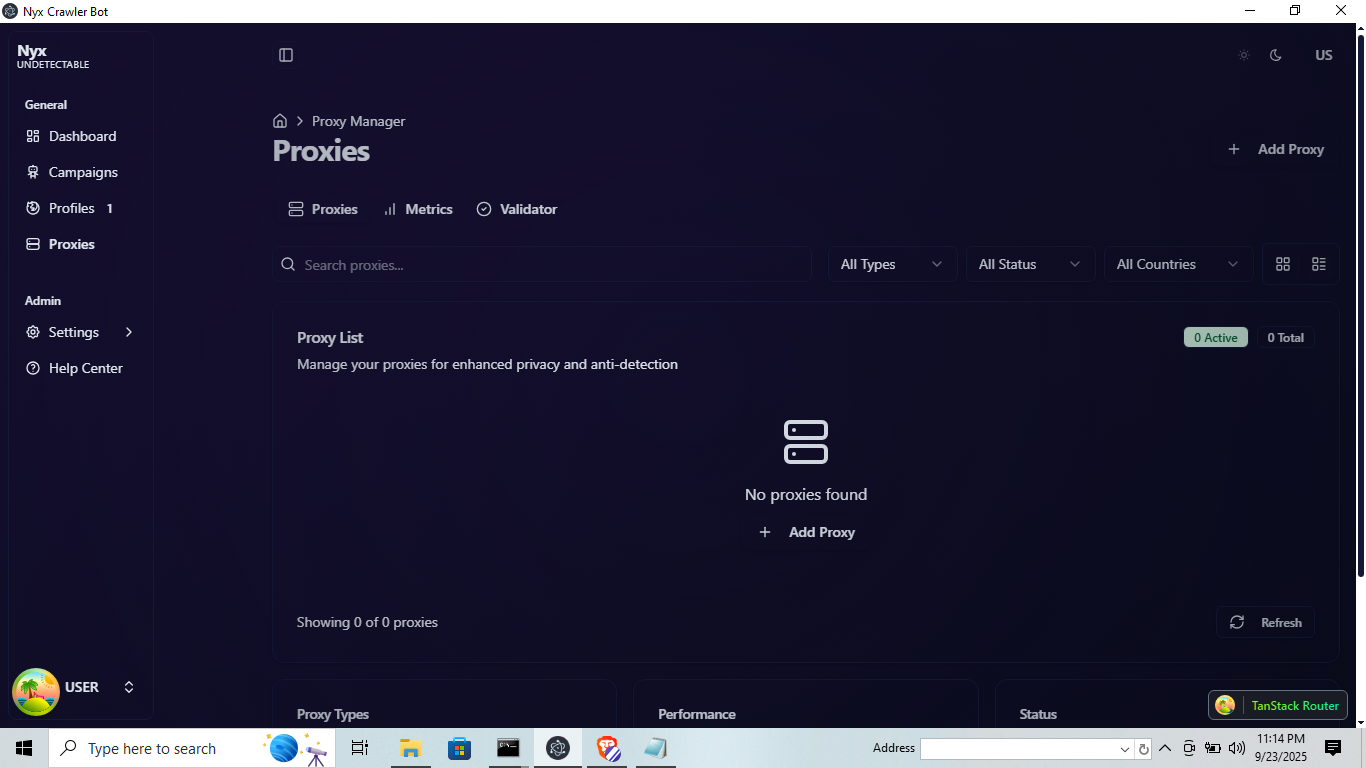 Nyx Crawler Bot
Nyx
UNDETECTABLE
General
Dashboard
Campaigns
Profiles 1
Proxies
Admin
Settings
Help Center
USER
US
Proxy Manager
Proxies
Add Proxy
Proxies Metrics Validator
Search proxies...
All Types All Status All Countries
Proxy List
0 Active 0 Total
Manage your proxies for enhanced privacy and anti-detection
No proxies found
Add Proxy
Showing 0 of 0 proxies
Refresh
Proxy Types Performance Status
TanStack Router
Type here to search
Address
11:14 PM
9/23/2025